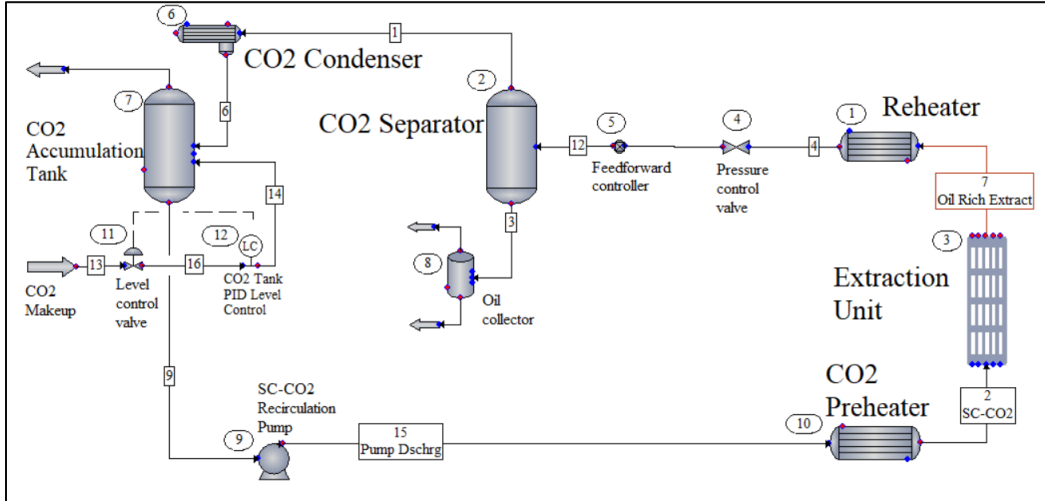 6
1
CO2 Condenser
2
7
CO2
Accumulation
Tank
6
CO2 Separator
5
12
Feedforward
controller
4
Pressure
control
valve
4
1
Reheater
7
Oil Rich Extract
3
Extraction
Unit
14
3
8
Oil
collector
11
12
LC
13
16
CO2
Makeup
Level
control
valve
CO2 Tank
PID Level
Control
9
SC-CO2
Recirculation
Pump
9
15
Pump Dschrg
CO2
Preheater
10
2
SC-CO2